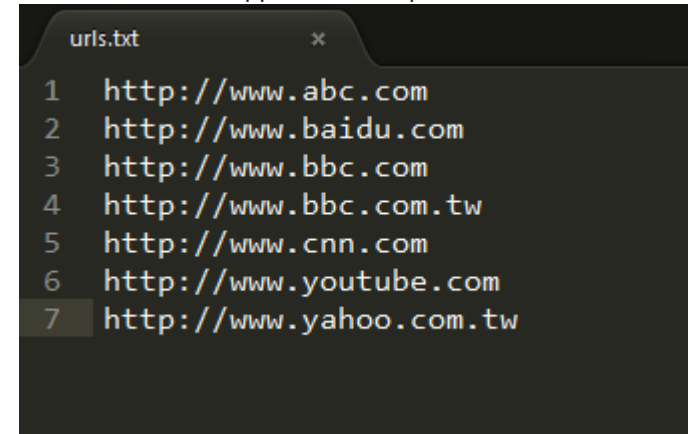 urls.txt ×
1 http://www.abc.com
2 http://www.baidu.com
3 http://www.bbc.com
4 http://www.bbc.com.tw
5 http://www.cnn.com
6 http://www.youtube.com
7 http://www.yahoo.com.tw